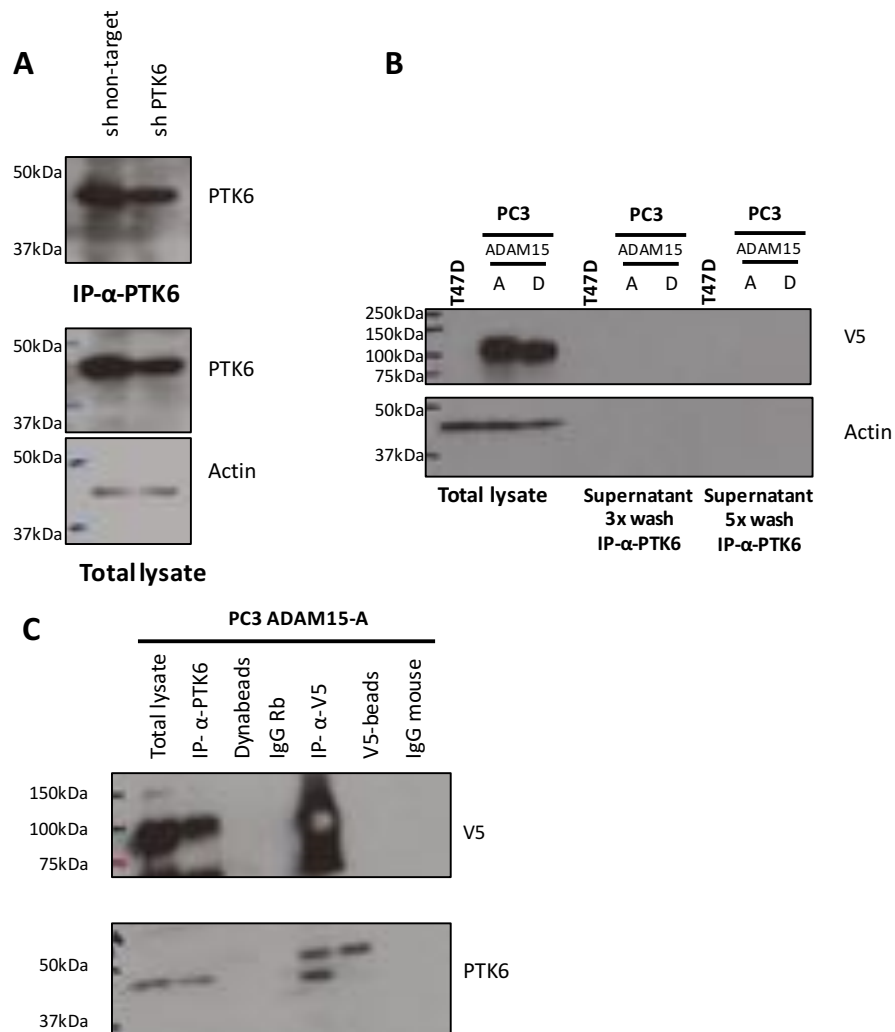 A
sh non-target
sh PTK6
50kDa
PTK6
37kDa
IP-α-PTK6
50kDa
PTK6
37kDa
50kDa
Actin
37kDa
Total lysate
B
PC3 PC3 PC3
ADAM15 ADAM15 ADAM15
T47D A D T47D A D T47D A D
250kDa
150kDa
V5
100kDa
75kDa
50kDa
Actin
37kDa
Total lysate Supernatant Supernatant
3x wash 5x wash
IP-α-PTK6 IP-α-PTK6
C
PC3 ADAM15-A
Total lysate
IP- α-PTK6
Dynabeads
IgG Rb
IP- α-V5
V5-beads
IgG mouse
150kDa
100kDa
V5
75kDa
50kDa
PTK6
37kDa